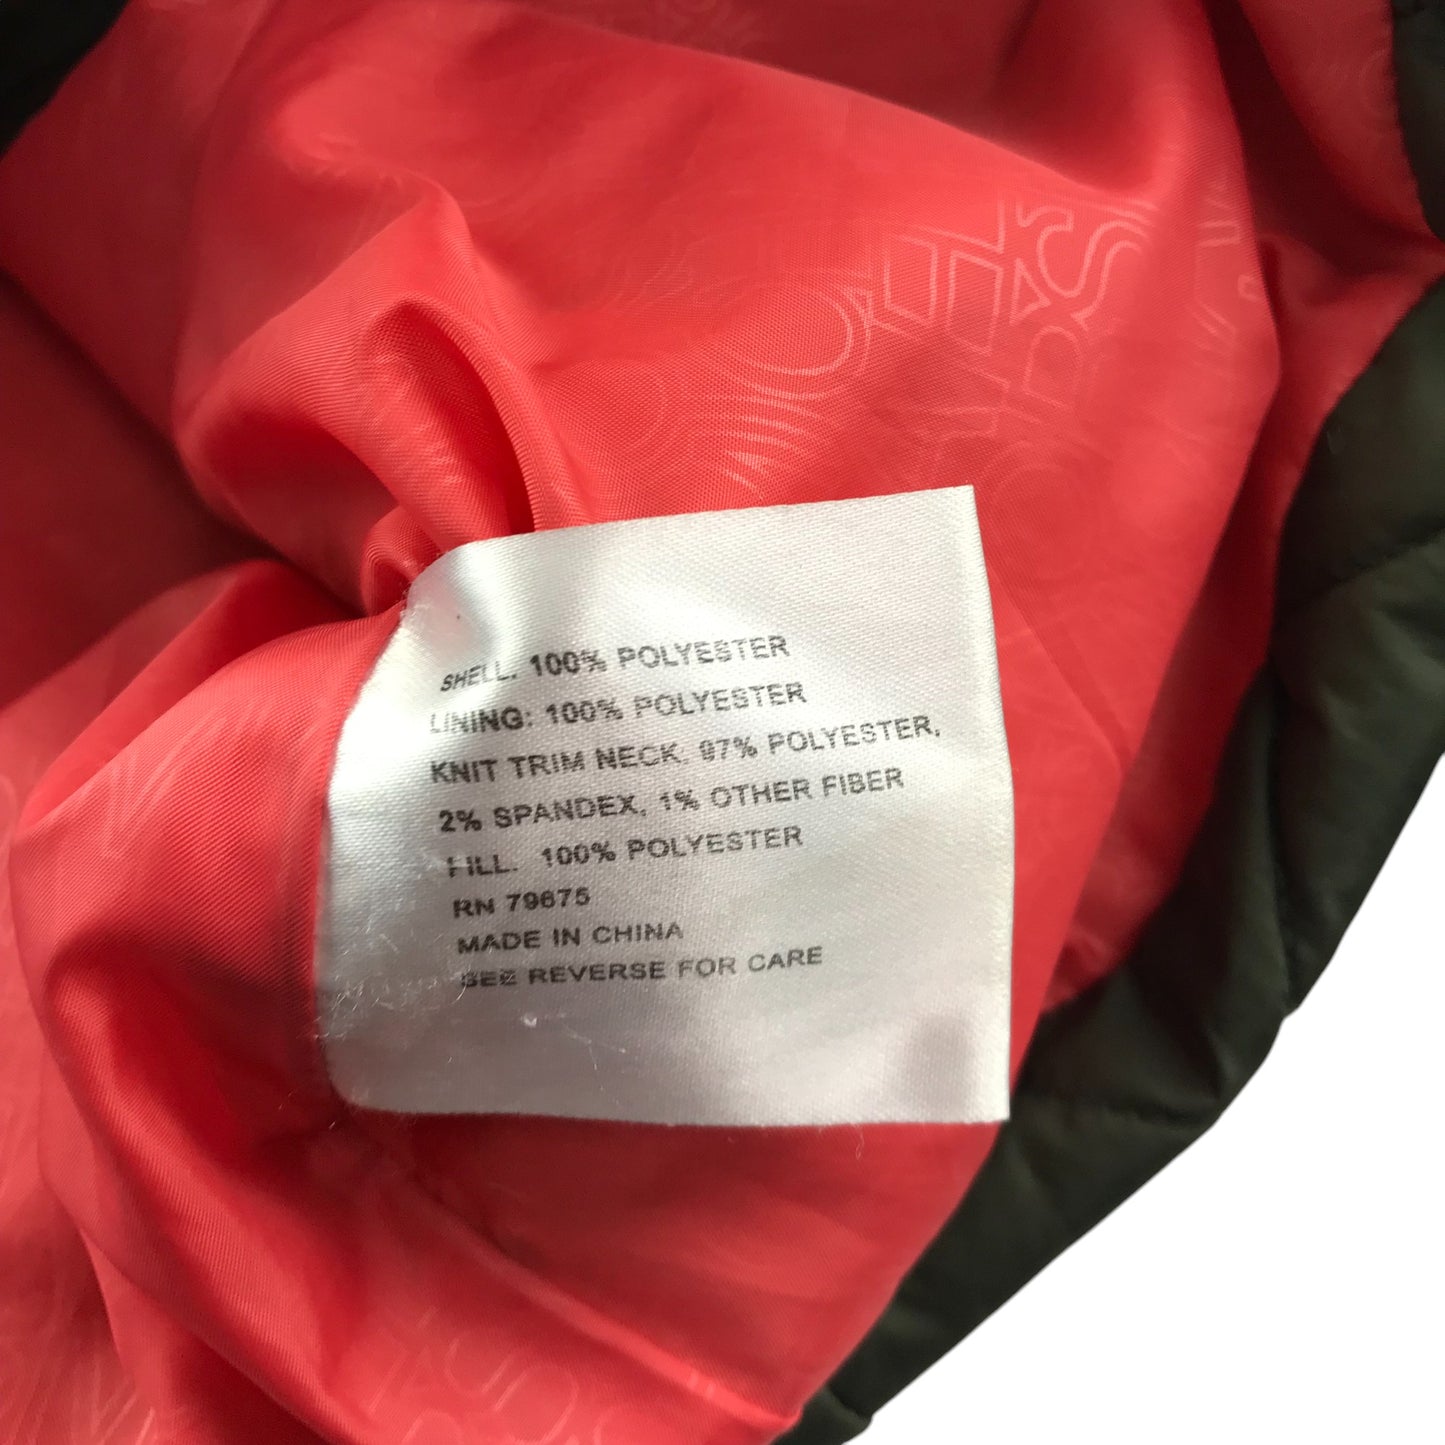 SHELL: 100% POLYESTER
LINING: 100% POLYESTER
KNIT TRIM NECK: 97% POLYESTER,
2% SPANDEX, 1% OTHER FIBER
FILL: 100% POLYESTER
RN 79675
MADE IN CHINA
SEE REVERSE FOR CARE